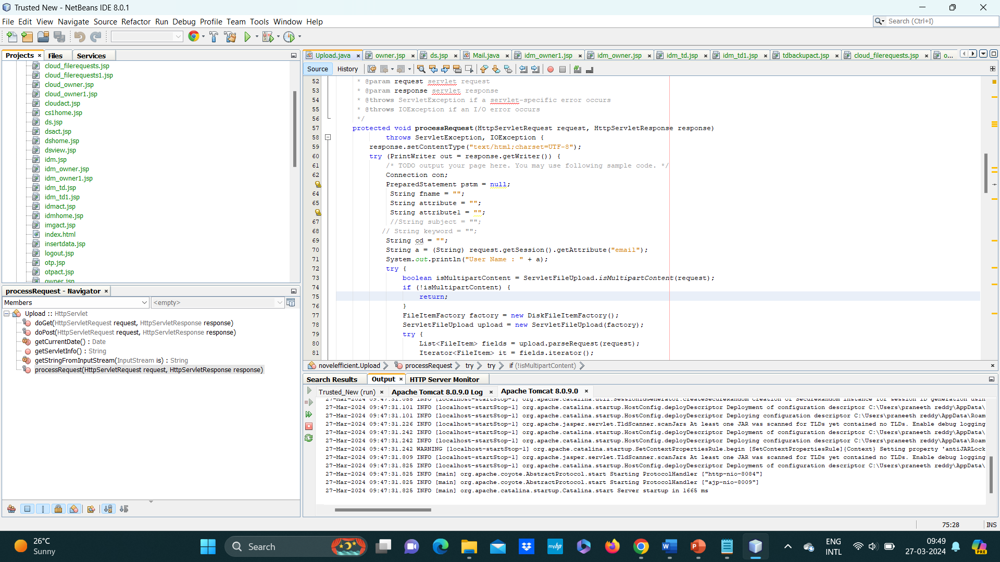 Trusted New - NetBeans IDE 8.0.1
File Edit View Navigate Source Refactor Run Debug Profile Team Tools Window Help
Search (Ctrl+I)
Projects Files Services
cloud_filerequests.jsp
cloud_filerequests1.jsp
cloud_owner.jsp
cloud_owner1.jsp
cloudact.jsp
cs1home.jsp
ds.jsp
dsact.jsp
dshome.jsp
dsview.jsp
idm.jsp
idm_owner.jsp
idm_owner1.jsp
idm_td.jsp
idm_td1.jsp
idmact.jsp
idmhome.jsp
imgact.jsp
index.html
insertdata.jsp
logout.jsp
otp.jsp
otpact.jsp
owner.jsp
processRequest - Navigator
Members
<empty>
Upload :: HttpServlet
doGet(HttpServletRequest request, HttpServletResponse response)
doPost(HttpServletRequest request, HttpServletResponse response)
getCurrentDate() : Date
getServletInfo() : String
getStringFromInputStream(InputStream is) : String
processRequest(HttpServletRequest request, HttpServletResponse response)
Upload.java owner.jsp ds.jsp Mail.java idm_owner1.jsp idm_owner.jsp idm_td.jsp idm_td1.jsp tdbackupact.jsp cloud_filerequests.jsp o...
Source History
52 * @param request servlet request
53 * @param response servlet response
54 * @throws ServletException if a servlet-specific error occurs
55 * @throws IOException if an I/O error occurs
56 */
57 protected void processRequest(HttpServletRequest request, HttpServletResponse response)
58 throws ServletException, IOException {
59 response.setContentType("text/html;charset=UTF-8");
60 try (PrintWriter out = response.getWriter()) {
61 /* TODO output your page here. You may use following sample code. */
62 Connection con;
PreparedStatement pstm = null;
64 String fname = "";
65 String attribute = "";
String attribute1 = "";
67 //String subject = "";
68 // String keyword = "";
69 String cd = "";
70 String a = (String) request.getSession().getAttribute("email");
71 System.out.println("User Name : " + a);
72 try {
73 boolean isMultipartContent = ServletFileUpload.isMultipartContent(request);
74 if (!isMultipartContent) {
75 return;
76 }
77 FileItemFactory factory = new DiskFileItemFactory();
78 ServletFileUpload upload = new ServletFileUpload(factory);
79 try {
80 List<FileItem> fields = upload.parseRequest(request);
81 Iterator<FileItem> it = fields.iterator();
novelefficient.Upload processRequest try try if (!isMultipartContent)
Search Results Output HTTP Server Monitor
Trusted_New (run) Apache Tomcat 8.0.9.0 Log Apache Tomcat 8.0.9.0
27-Mar-2024 09:47:31.085 INFO [localhost-startStop-1] org.apache.catalina.util.SessionIdGenerator.createSecureRandom Creation of SecureRandom instance for session ID generation usin
27-Mar-2024 09:47:31.101 INFO [localhost-startStop-1] org.apache.catalina.startup.HostConfig.deployDescriptor Deployment of configuration descriptor C:\Users\praneeth reddy\AppData\
27-Mar-2024 09:47:31.101 INFO [localhost-startStop-1] org.apache.catalina.startup.HostConfig.deployDescriptor Deploying configuration descriptor C:\Users\praneeth reddy\AppData\Roam
27-Mar-2024 09:47:31.226 INFO [localhost-startStop-1] org.apache.jasper.servlet.TldScanner.scanJars At least one JAR was scanned for TLDs yet contained no TLDs. Enable debug logging
27-Mar-2024 09:47:31.242 INFO [localhost-startStop-1] org.apache.catalina.startup.HostConfig.deployDescriptor Deployment of configuration descriptor C:\Users\praneeth reddy\AppData\
27-Mar-2024 09:47:31.242 INFO [localhost-startStop-1] org.apache.catalina.startup.HostConfig.deployDescriptor Deploying configuration descriptor C:\Users\praneeth reddy\AppData\Roam
27-Mar-2024 09:47:31.242 WARNING [localhost-startStop-1] org.apache.catalina.startup.SetContextPropertiesRule.begin [SetContextPropertiesRule]{Context} Setting property 'antiJARLock
27-Mar-2024 09:47:31.809 INFO [localhost-startStop-1] org.apache.jasper.servlet.TldScanner.scanJars At least one JAR was scanned for TLDs yet contained no TLDs. Enable debug logging
27-Mar-2024 09:47:31.825 INFO [localhost-startStop-1] org.apache.catalina.startup.HostConfig.deployDescriptor Deployment of configuration descriptor C:\Users\praneeth reddy\AppData\
27-Mar-2024 09:47:31.825 INFO [main] org.apache.coyote.AbstractProtocol.start Starting ProtocolHandler ["http-nio-8084"]
27-Mar-2024 09:47:31.825 INFO [main] org.apache.coyote.AbstractProtocol.start Starting ProtocolHandler ["ajp-nio-8009"]
27-Mar-2024 09:47:31.825 INFO [main] org.apache.catalina.startup.Catalina.start Server startup in 1665 ms
75:28 INS
26°C
Sunny
Search
myhp
ENG
INTL
09:49
27-03-2024
PRE